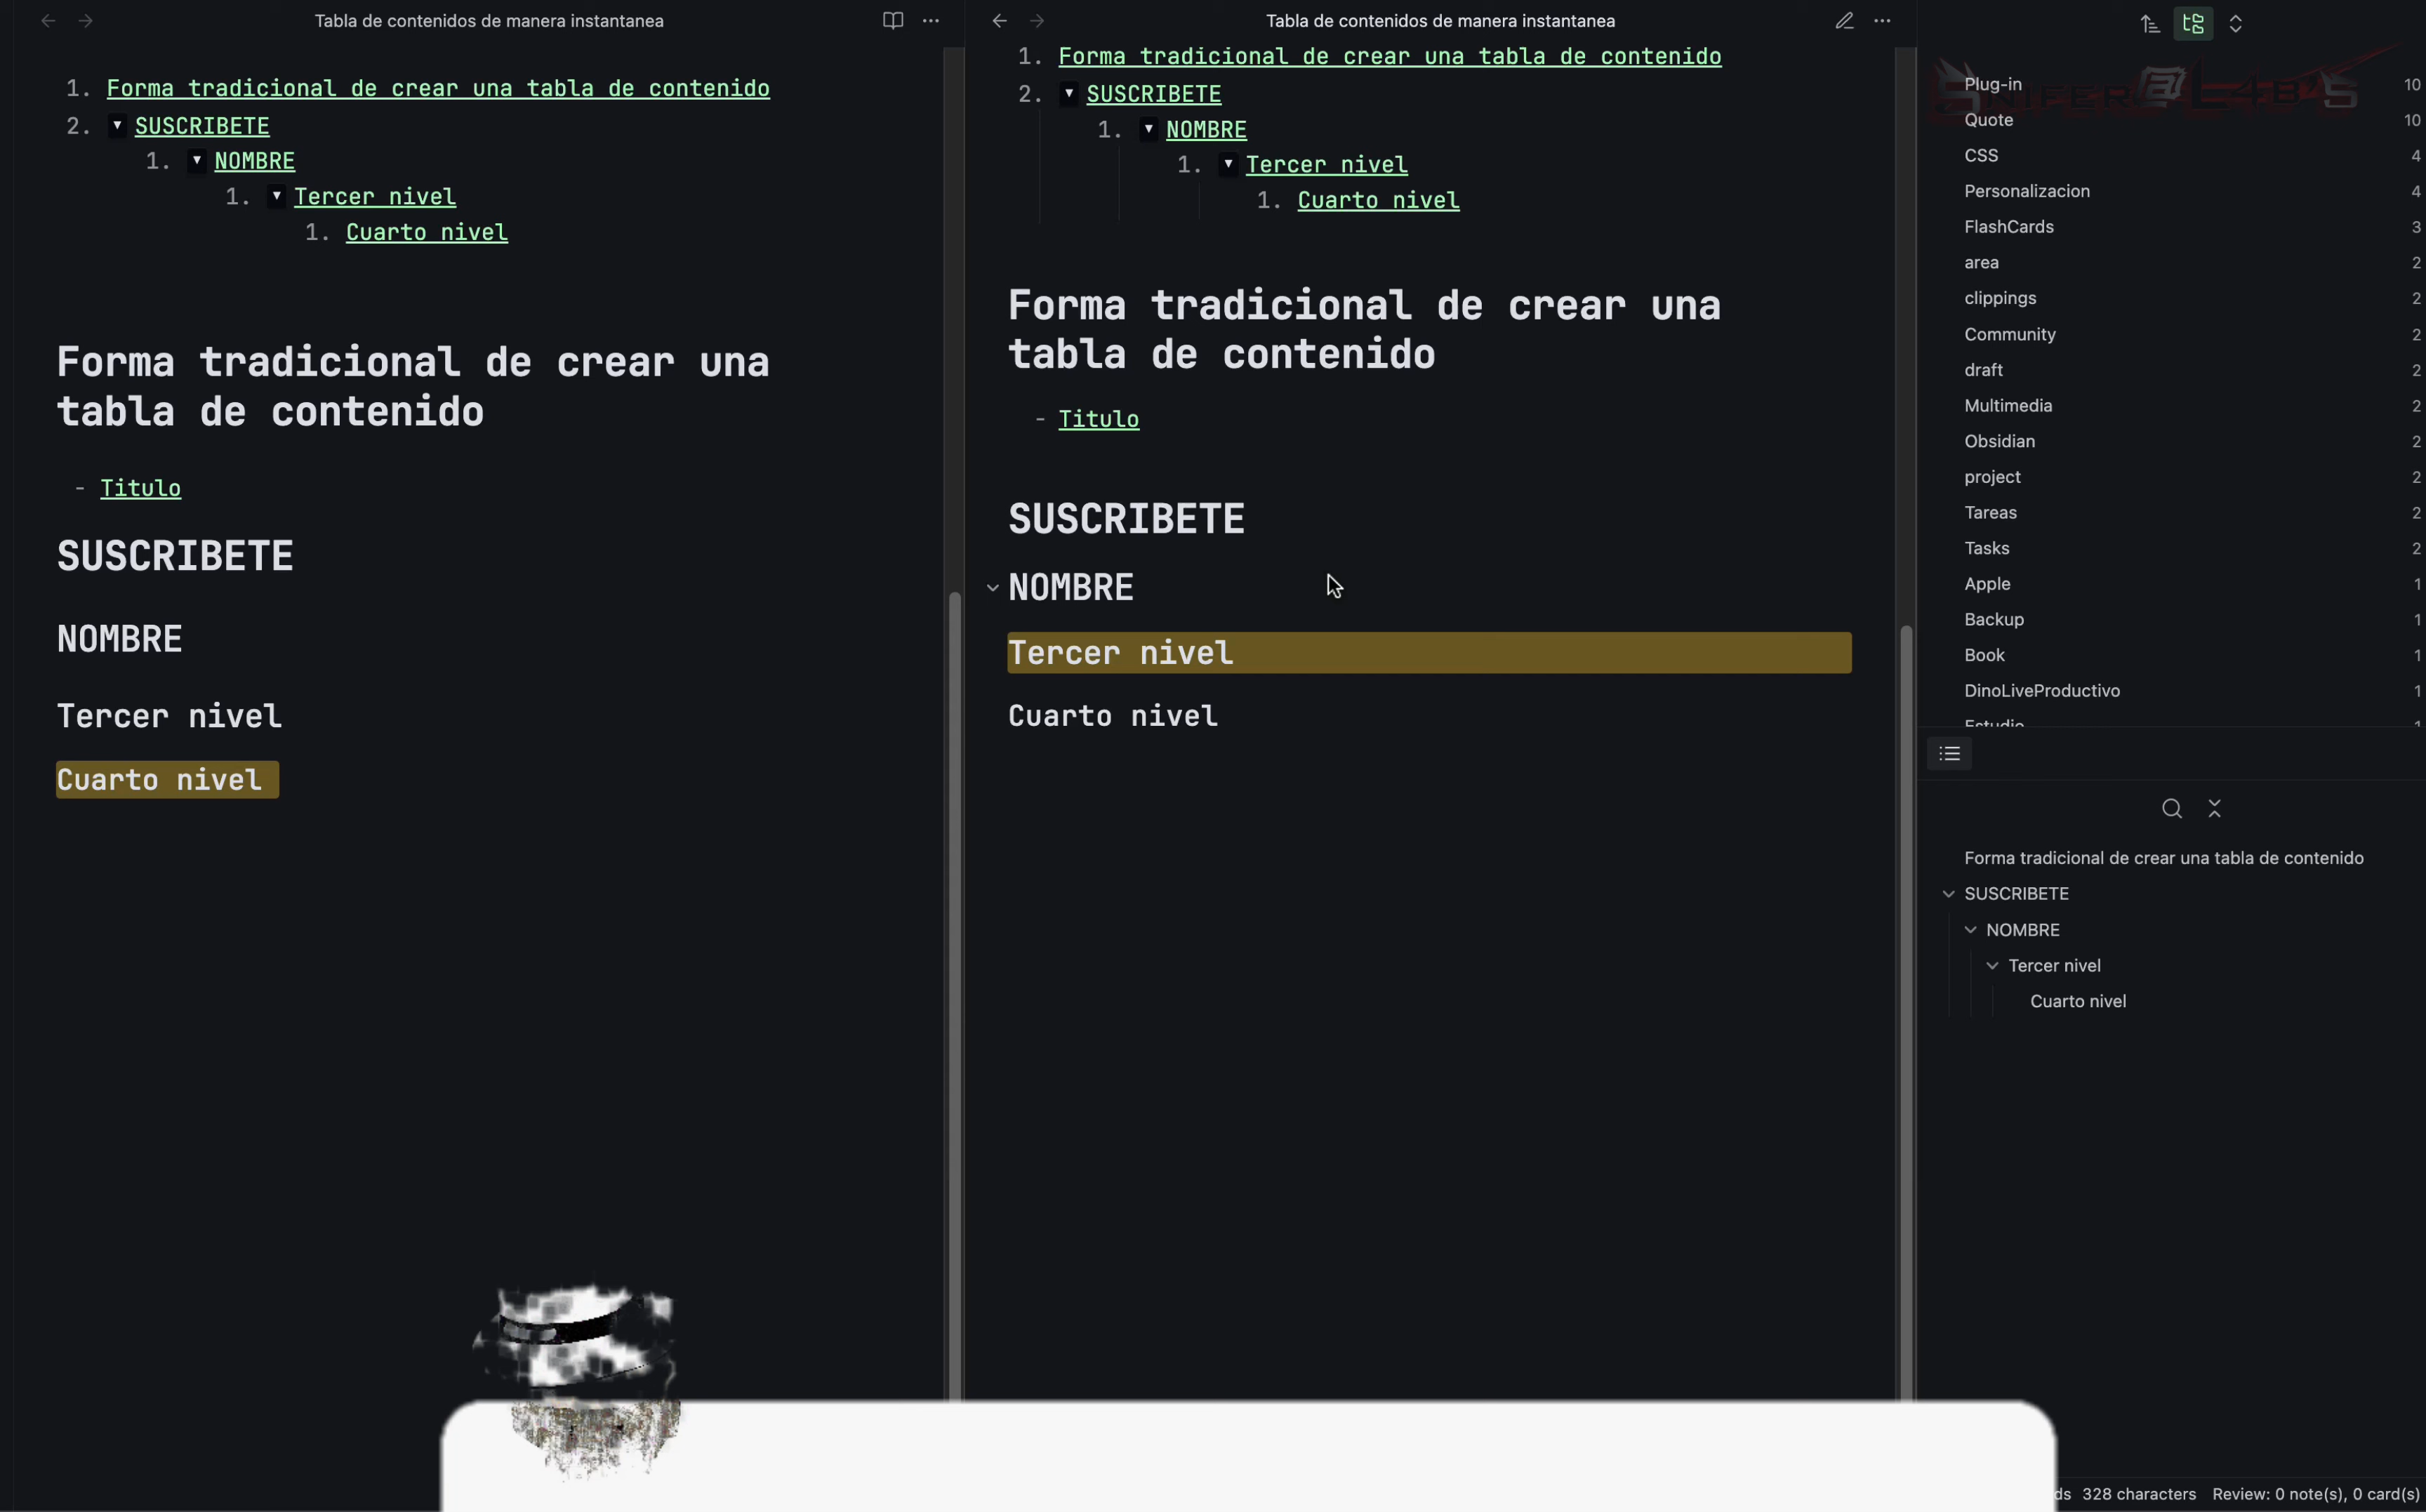 Tabla de contenidos de manera instantanea
1. Forma tradicional de crear una tabla de contenido
2. SUSCRIBETE
1. NOMBRE
1. Tercer nivel
1. Cuarto nivel
Forma tradicional de crear una
tabla de contenido
- Titulo
SUSCRIBETE
NOMBRE
Tercer nivel
Cuarto nivel
Tabla de contenidos de manera instantanea
1. Forma tradicional de crear una tabla de contenido
2. SUSCRIBETE
1. NOMBRE
1. Tercer nivel
1. Cuarto nivel
Forma tradicional de crear una
tabla de contenido
- Titulo
SUSCRIBETE
NOMBRE
Tercer nivel
Cuarto nivel
SNIFER@L4B'S
Plug-in 10
Quote 10
CSS 4
Personalizacion 4
FlashCards 3
area 2
clippings 2
Community 2
draft 2
Multimedia 2
Obsidian 2
project 2
Tareas 2
Tasks 2
Apple 1
Backup 1
Book 1
DinoLiveProductivo 1
Estudio 1
Forma tradicional de crear una tabla de contenido
SUSCRIBETE
NOMBRE
Tercer nivel
Cuarto nivel
328 characters Review: 0 note(s), 0 card(s)